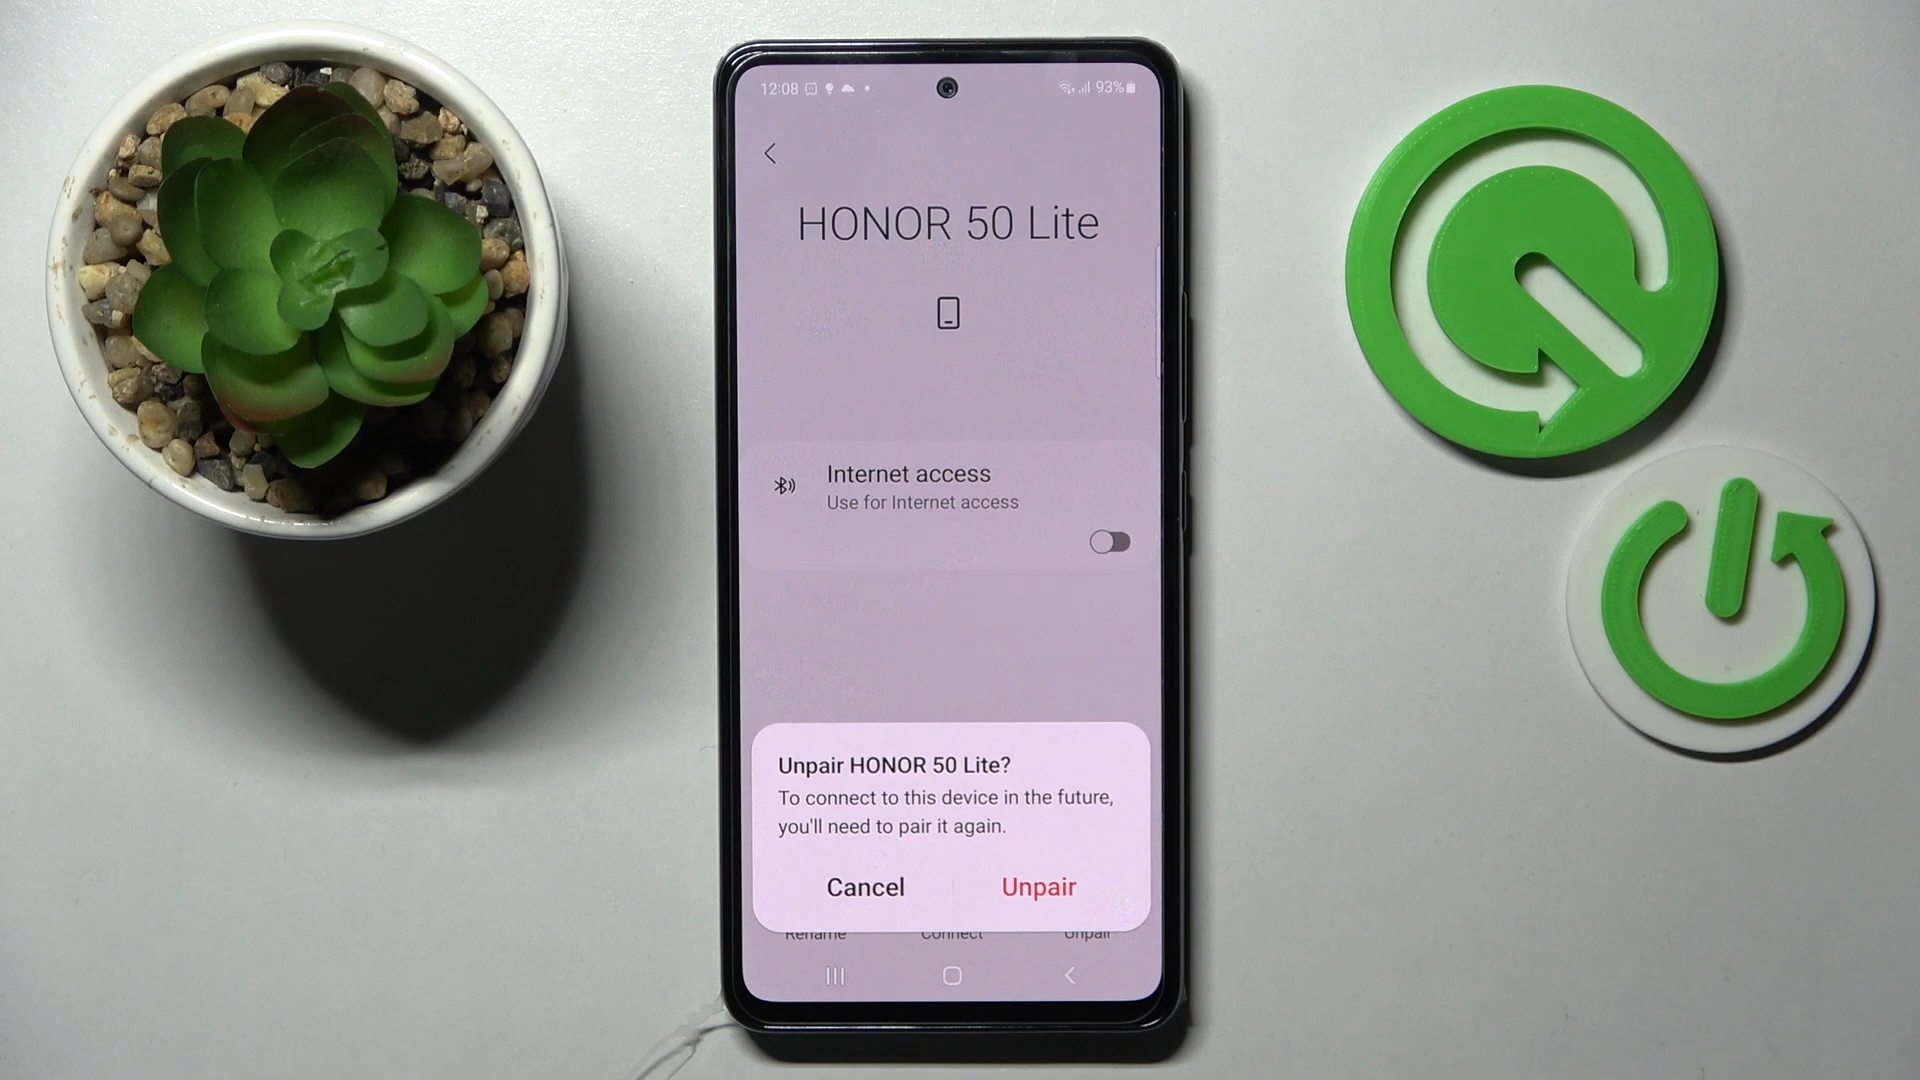 12:08 93%
HONOR 50 Lite
Internet access
Use for Internet access
Unpair HONOR 50 Lite?
To connect to this device in the future,
you'll need to pair it again.
Cancel Unpair
Rename Connect Unpair